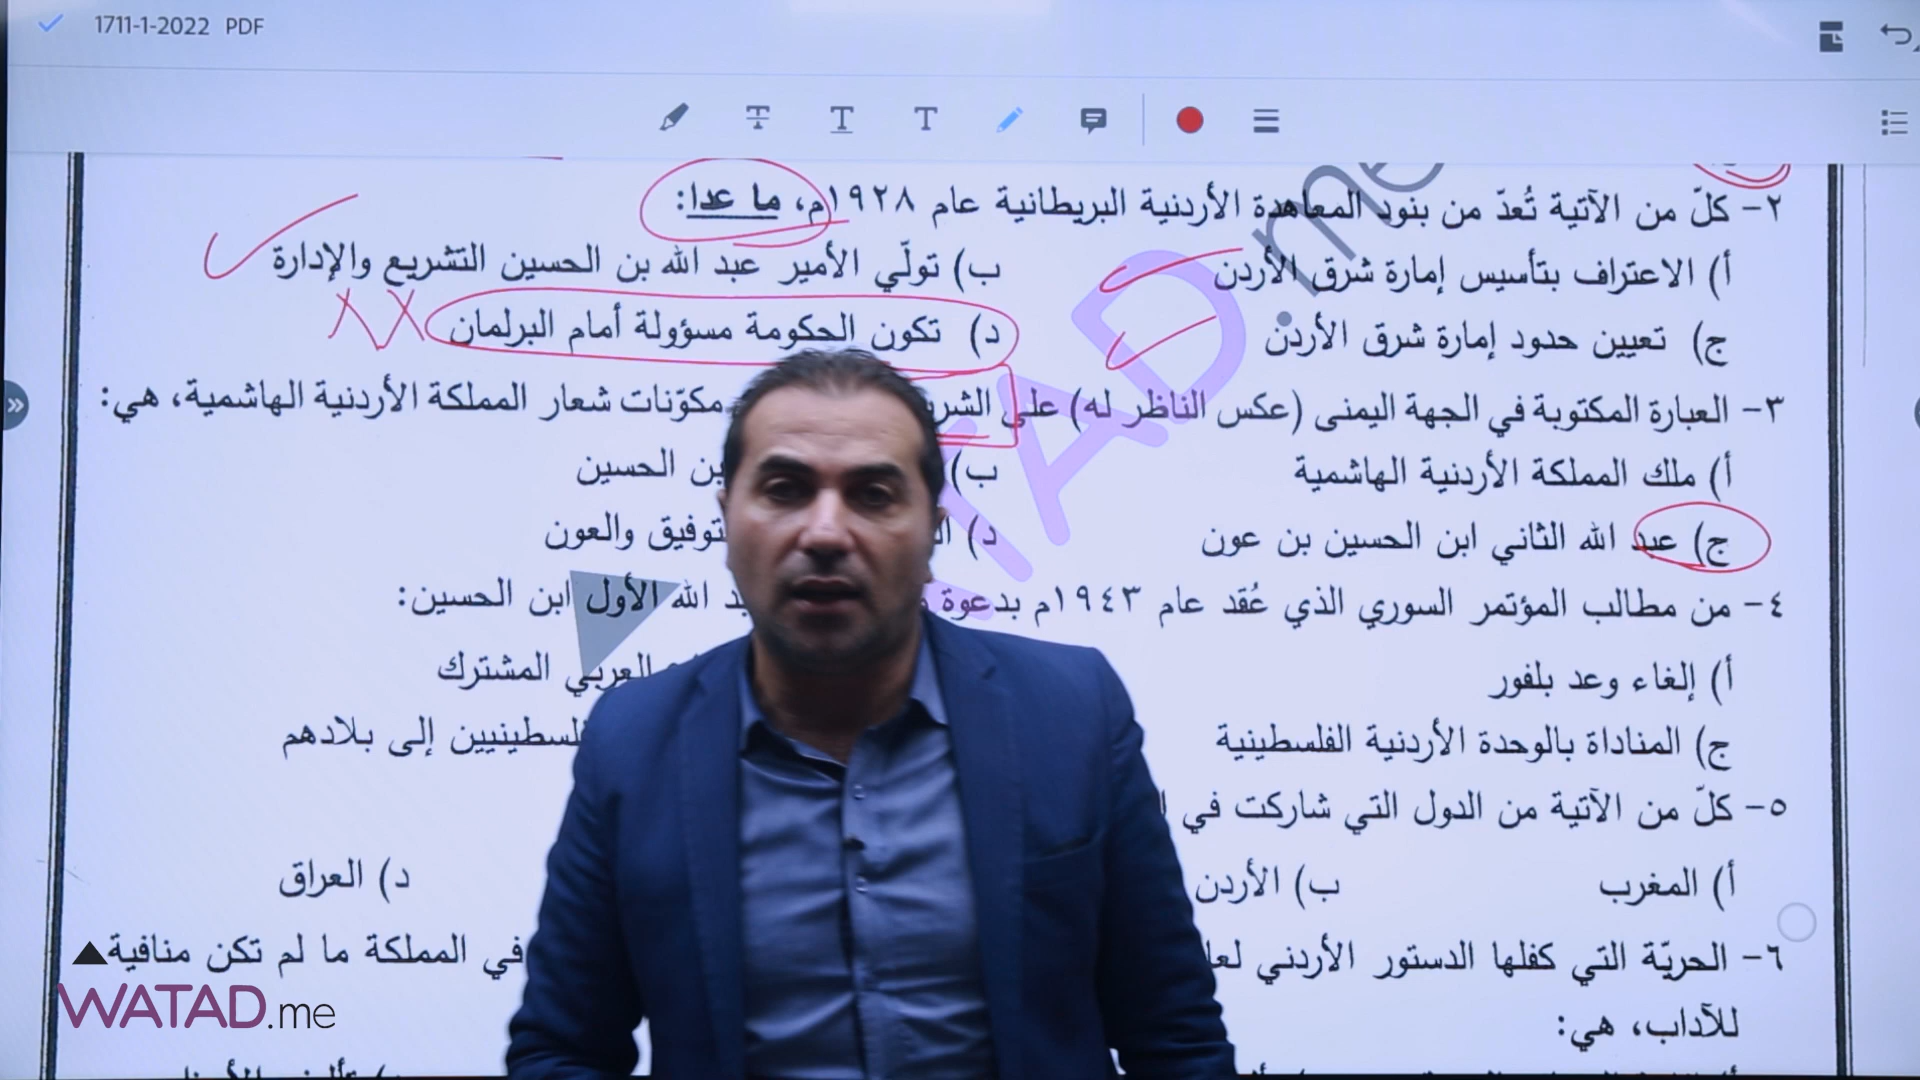 1711-1-2022 PDF
٢- كلّ من الآتية تُعدّ من بنود المعاهدة الأردنية البريطانية عام ١٩٢٨م، ما عدا:
أ) الاعتراف بتأسيس إمارة شرق الأردن ب) تولّي الأمير عبد الله بن الحسين التشريع والإدارة
ج) تعيين حدود إمارة شرق الأردن د) تكون الحكومة مسؤولة أمام البرلمان
٣- العبارة المكتوبة في الجهة اليمنى (عكس الناظر له) على مكوّنات شعار المملكة الأردنية الهاشمية، هي:
أ) ملك المملكة الأردنية الهاشمية ب) بن الحسين
ج) عبد الله الثاني ابن الحسين بن عون د) والعون
٤- من مطالب المؤتمر السوري الذي عُقد عام ١٩٤٣م بدعوة الله الأول ابن الحسين:
أ) إلغاء وعد بلفور العربي المشترك
ج) المناداة بالوحدة الأردنية الفلسطينية إلى بلادهم
٥- كلّ من الآتية من الدول التي شاركت في
أ) المغرب ب) الأردن د) العراق
٦- الحريّة التي كفلها الدستور الأردني في المملكة ما لم تكن منافية
للآداب، هي:
WATAD.me